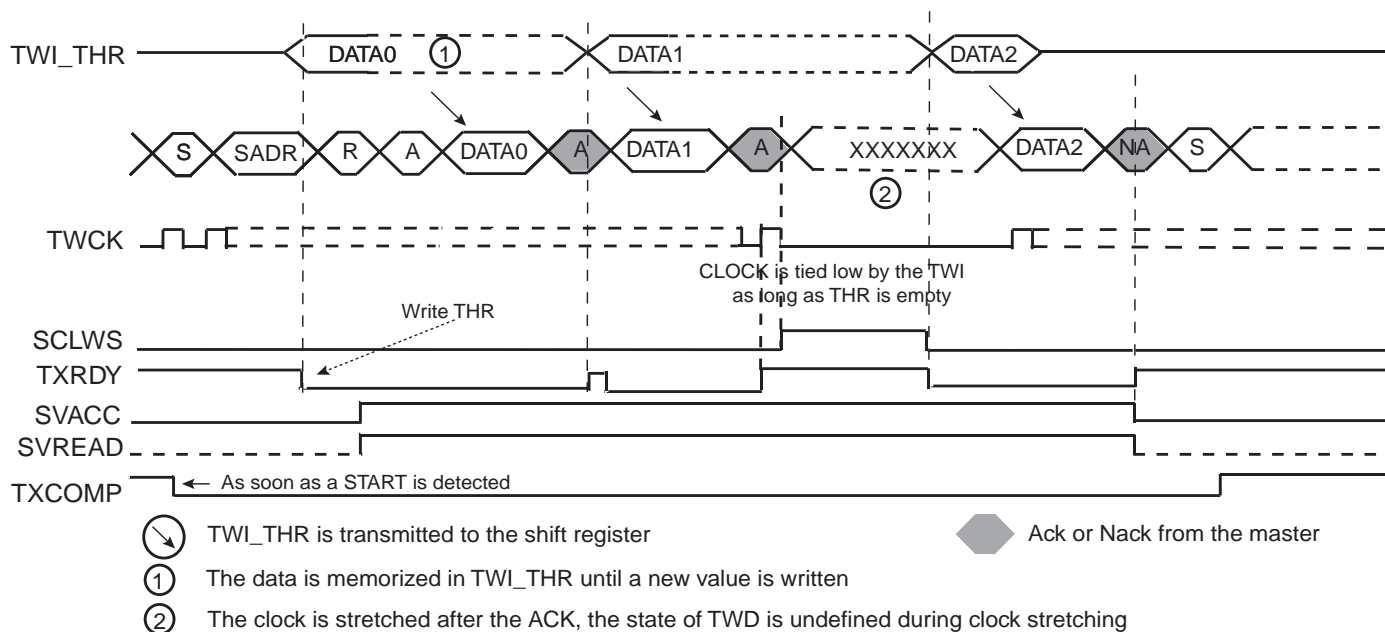 TWI_THR DATA0 1 DATA1 DATA2
S SADR R A DATA0 A DATA1 A XXXXXXX DATA2 NA S
2
TWCK
CLOCK is tied low by the TWI
as long as THR is empty
Write THR
SCLWS
TXRDY
SVACC
SVREAD
TXCOMP As soon as a START is detected
TWI_THR is transmitted to the shift register Ack or Nack from the master
1 The data is memorized in TWI_THR until a new value is written
2 The clock is stretched after the ACK, the state of TWD is undefined during clock stretching